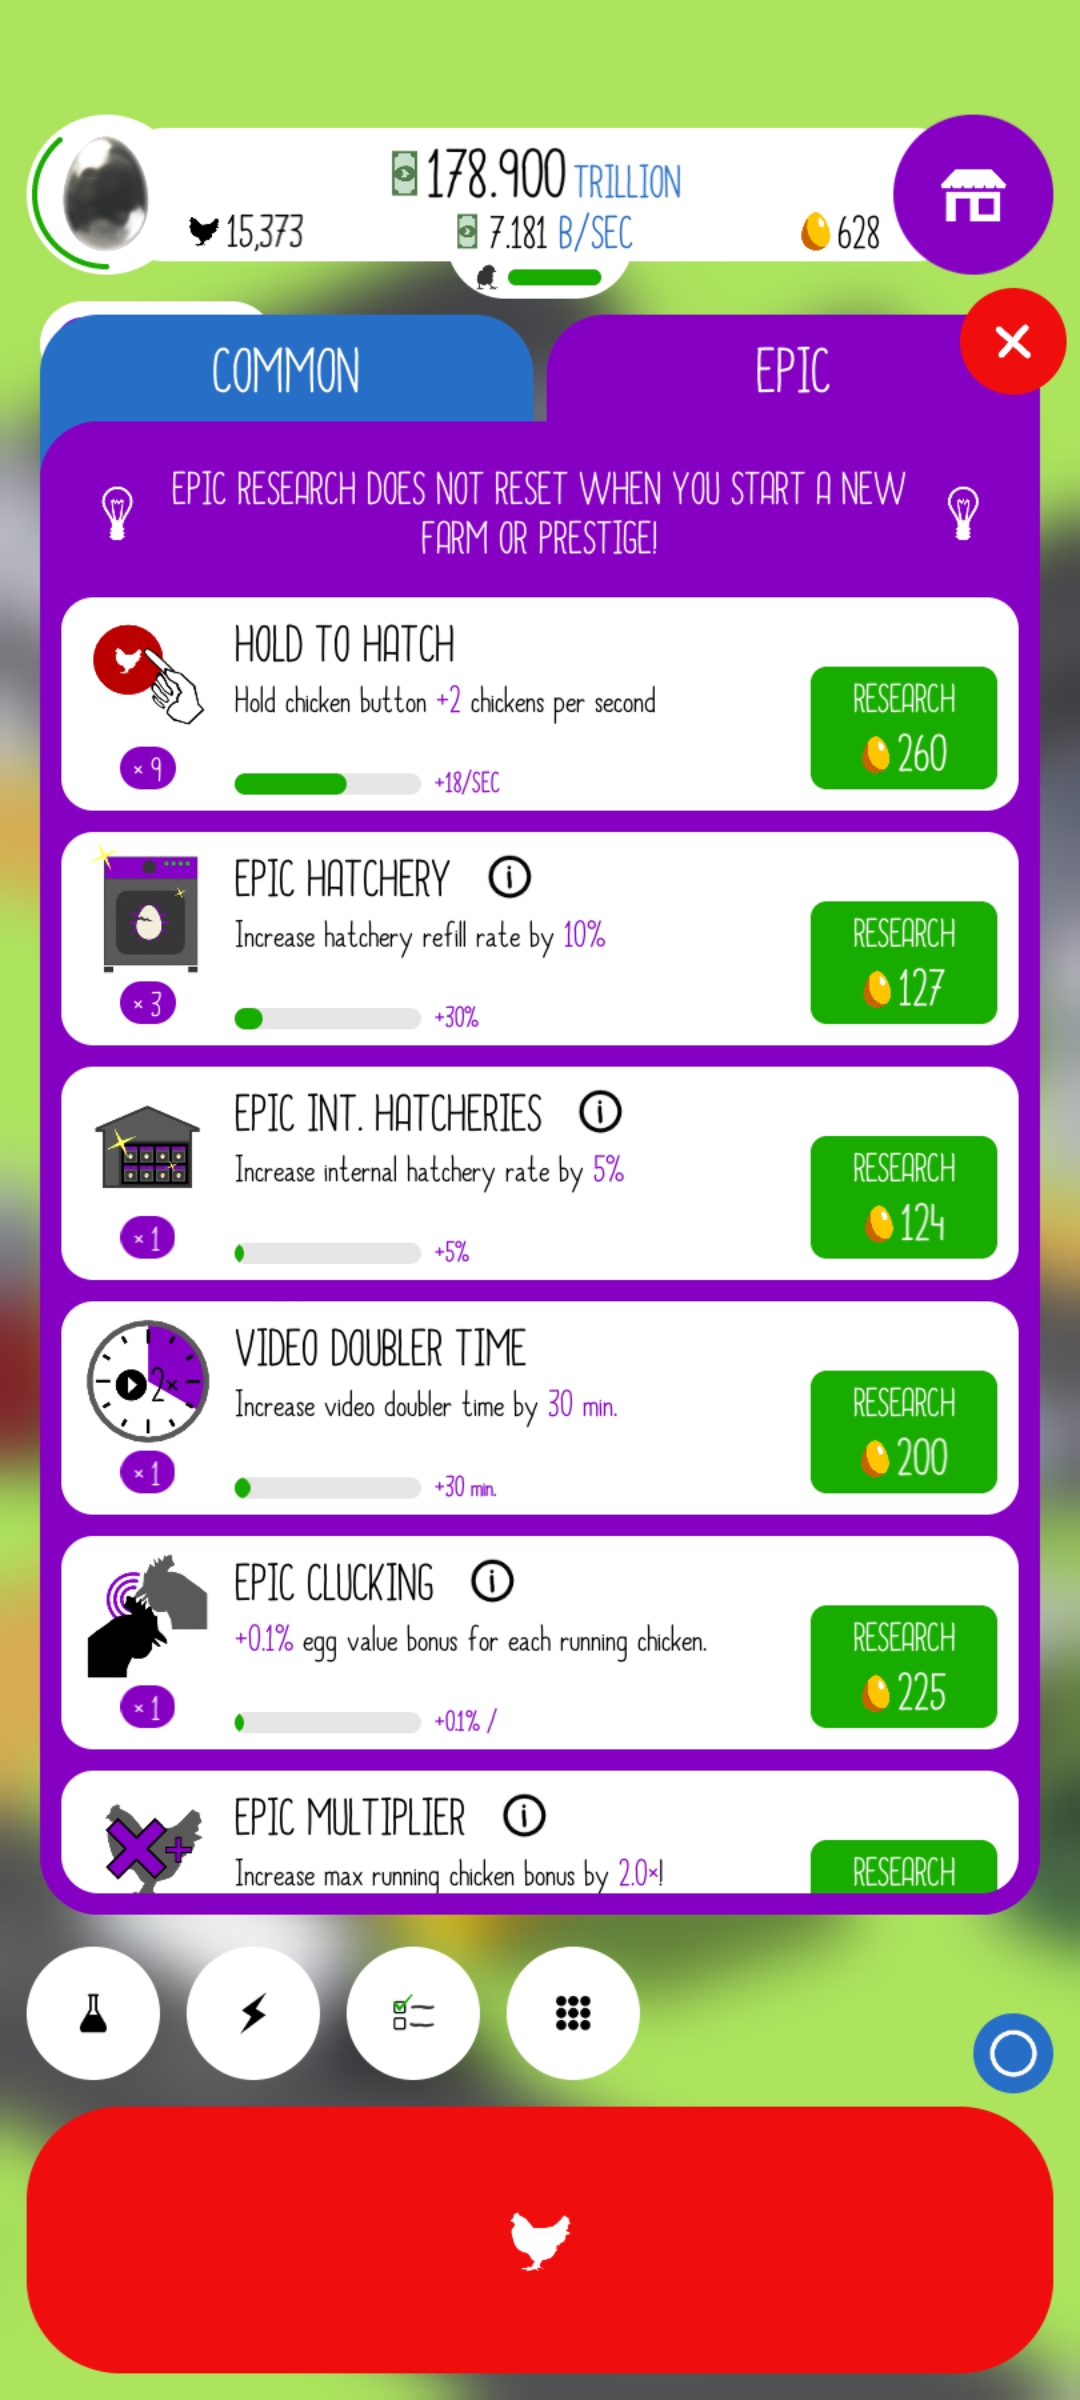 178.900 TRILLION
15,373 7.181 B/SEC 628
COMMON EPIC
EPIC RESEARCH DOES NOT RESET WHEN YOU START A NEW
FARM OR PRESTIGE!
HOLD TO HATCH
Hold chicken button +2 chickens per second
RESEARCH
260
× 9
+18/SEC
EPIC HATCHERY i
Increase hatchery refill rate by 10%
RESEARCH
127
× 3
+30%
EPIC INT. HATCHERIES i
Increase internal hatchery rate by 5%
RESEARCH
124
× 1
+5%
VIDEO DOUBLER TIME
2×
Increase video doubler time by 30 min.
RESEARCH
200
× 1
+30 min.
EPIC CLUCKING i
+0.1% egg value bonus for each running chicken.
RESEARCH
225
× 1
+0.1% /
EPIC MULTIPLIER i
Increase max running chicken bonus by 2.0×!
RESEARCH